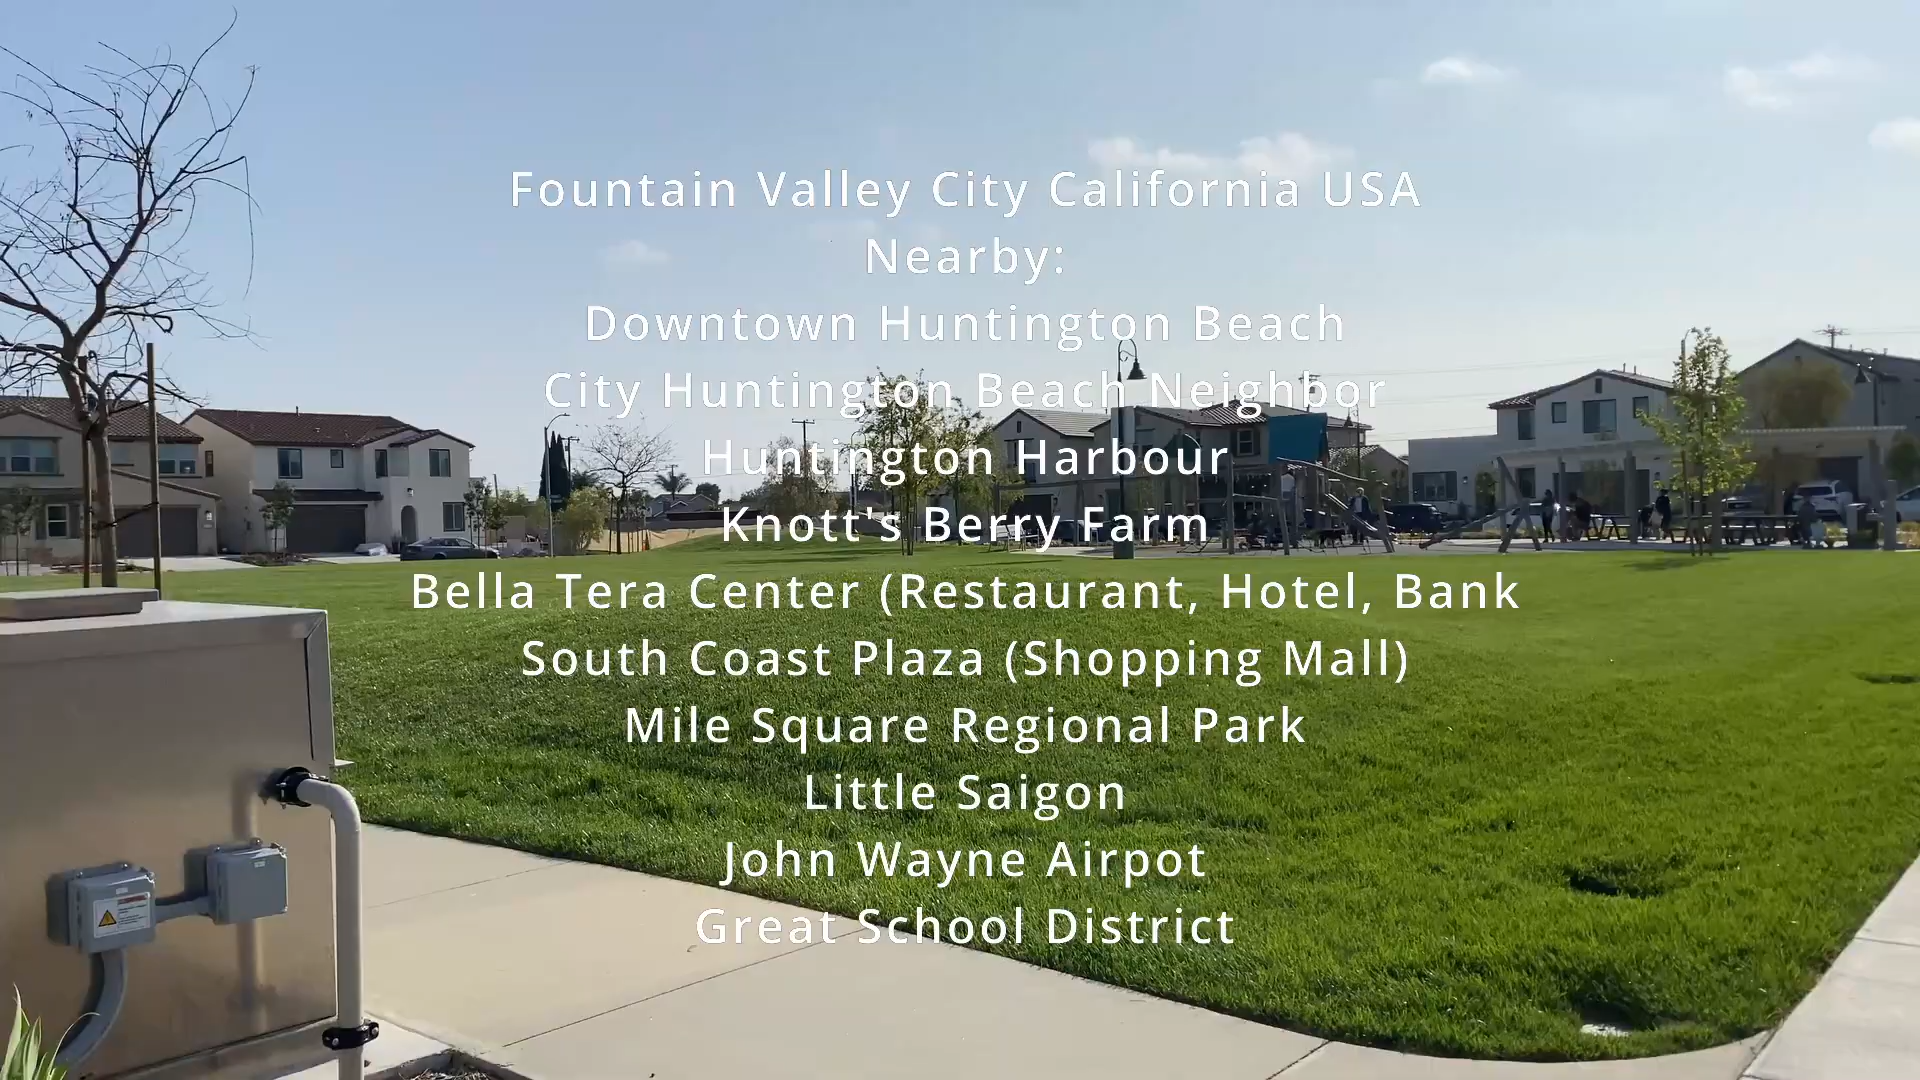 Fountain Valley City California USA
Nearby:
Downtown Huntington Beach
City Huntington Beach Neighbor
Huntington Harbour
Knott's Berry Farm
Bella Tera Center (Restaurant, Hotel, Bank
South Coast Plaza (Shopping Mall)
Mile Square Regional Park
Little Saigon
John Wayne Airpot
Great School District